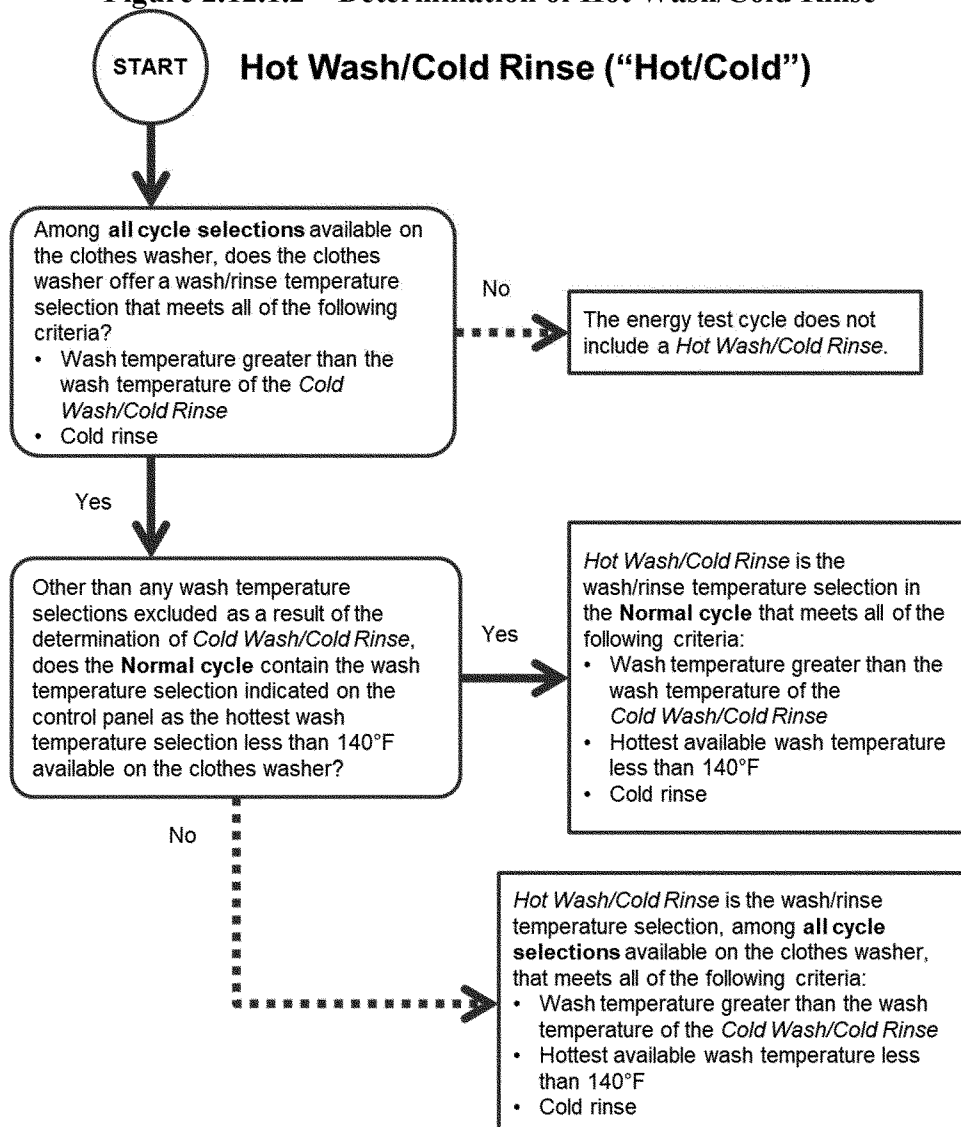 Figure 2.12.1.2 Determination of Hot Wash/Cold Rinse
START
Hot Wash/Cold Rinse (“Hot/Cold”)
Among all cycle selections available on
the clothes washer, does the clothes
washer offer a wash/rinse temperature
selection that meets all of the following
criteria?
• Wash temperature greater than the
wash temperature of the Cold
Wash/Cold Rinse
• Cold rinse
No
The energy test cycle does not
include a Hot Wash/Cold Rinse.
Yes
Other than any wash temperature
selections excluded as a result of the
determination of Cold Wash/Cold Rinse,
does the Normal cycle contain the wash
temperature selection indicated on the
control panel as the hottest wash
temperature selection less than 140°F
available on the clothes washer?
Yes
Hot Wash/Cold Rinse is the
wash/rinse temperature selection in
the Normal cycle that meets all of the
following criteria:
• Wash temperature greater than the
wash temperature of the
Cold Wash/Cold Rinse
• Hottest available wash temperature
less than 140°F
• Cold rinse
No
Hot Wash/Cold Rinse is the wash/rinse
temperature selection, among all cycle
selections available on the clothes washer,
that meets all of the following criteria:
• Wash temperature greater than the wash
temperature of the Cold Wash/Cold Rinse
• Hottest available wash temperature less
than 140°F
• Cold rinse